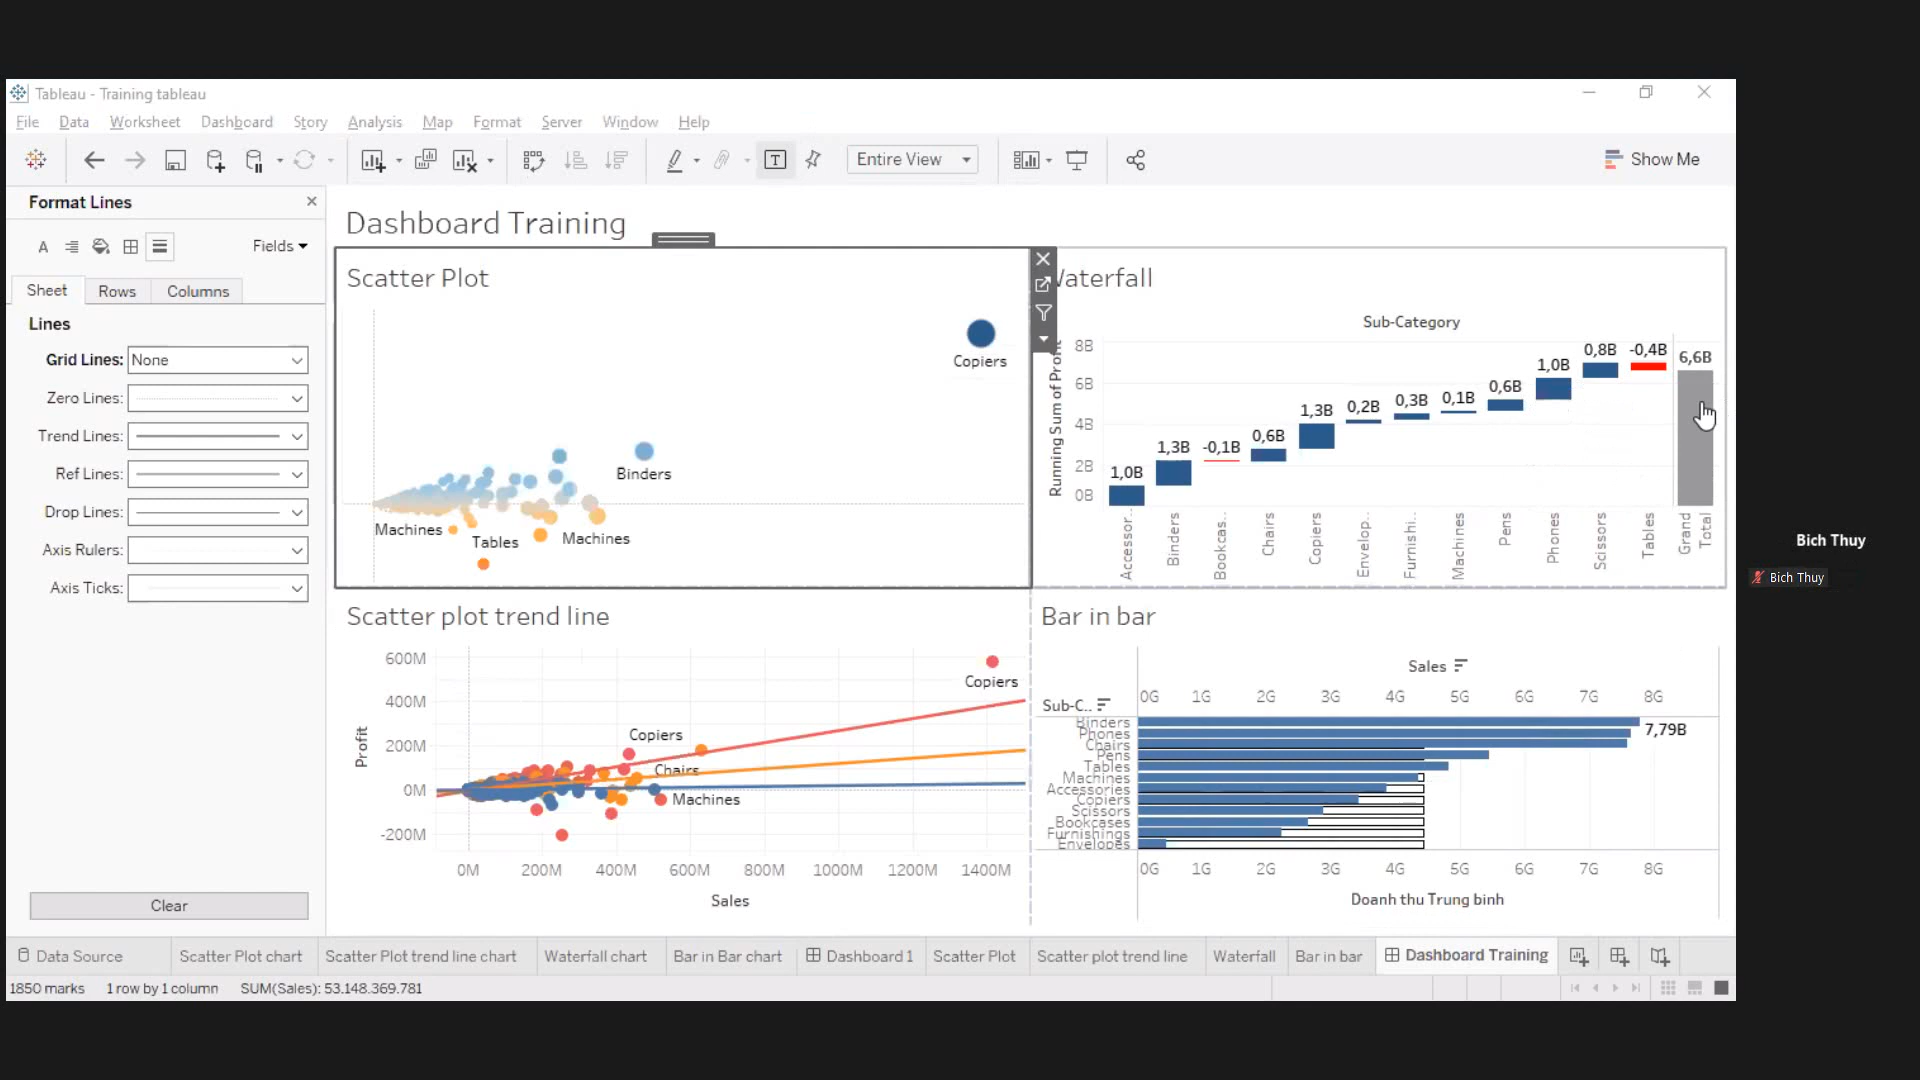 Tableau - Training tableau
File Data Worksheet Dashboard Story Analysis Map Format Server Window Help
Entire View
Show Me
Format Lines
A
Fields
Sheet Rows Columns
Lines
Grid Lines: None
Zero Lines:
Trend Lines:
Ref Lines:
Drop Lines:
Axis Rulers:
Axis Ticks:
Clear
Dashboard Training
Scatter Plot
Copiers
Binders
Machines
Tables
Machines
Waterfall
Sub-Category
Running Sum of Profit
8B
6B
4B
2B
0B
1,0B 1,3B -0,1B 0,6B 1,3B 0,2B 0,3B 0,1B 0,6B 1,0B 0,8B -0,4B 6,6B
Accessor..
Binders
Bookcas..
Chairs
Copiers
Envelop..
Furnishi..
Machines
Pens
Phones
Scissors
Tables
Grand
Total
Scatter plot trend line
Profit
600M
400M
200M
0M
-200M
Copiers
Copiers
Chairs
Machines
0M 200M 400M 600M 800M 1000M 1200M 1400M
Sales
Bar in bar
Sales
Sub-C..
0G 1G 2G 3G 4G 5G 6G 7G 8G
Binders
Phones
Chairs
Pens
Tables
Machines
Accessories
Copiers
Scissors
Bookcases
Furnishings
Envelopes
7,79B
0G 1G 2G 3G 4G 5G 6G 7G 8G
Doanh thu Trung bình
Data Source Scatter Plot chart Scatter Plot trend line chart Waterfall chart Bar in Bar chart Dashboard 1 Scatter Plot Scatter plot trend line Waterfall Bar in bar Dashboard Training
1850 marks 1 row by 1 column SUM(Sales): 53.148.369.781
Bich Thuy
Bich Thuy